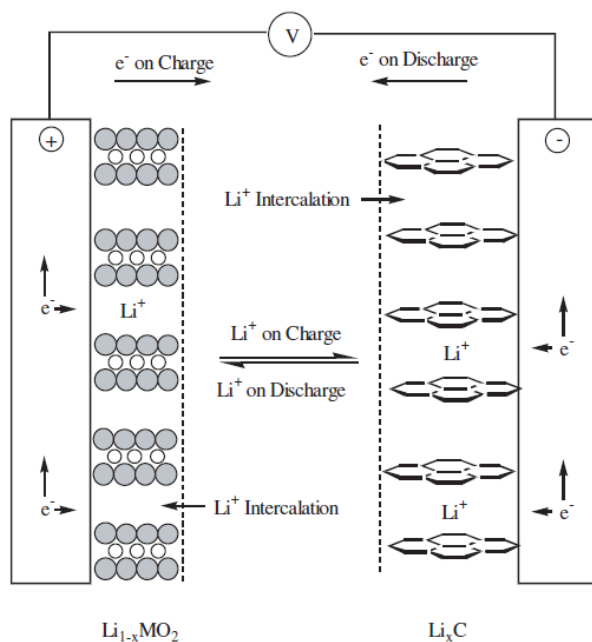 V
e⁻ on Charge
e⁻ on Discharge
+
-
Li⁺ Intercalation
e⁻
Li⁺
Li⁺ on Charge
Li⁺
e⁻
Li⁺ on Discharge
e⁻
Li⁺ Intercalation
Li⁺
e⁻
Li₁₋ₓMO₂
LiₓC